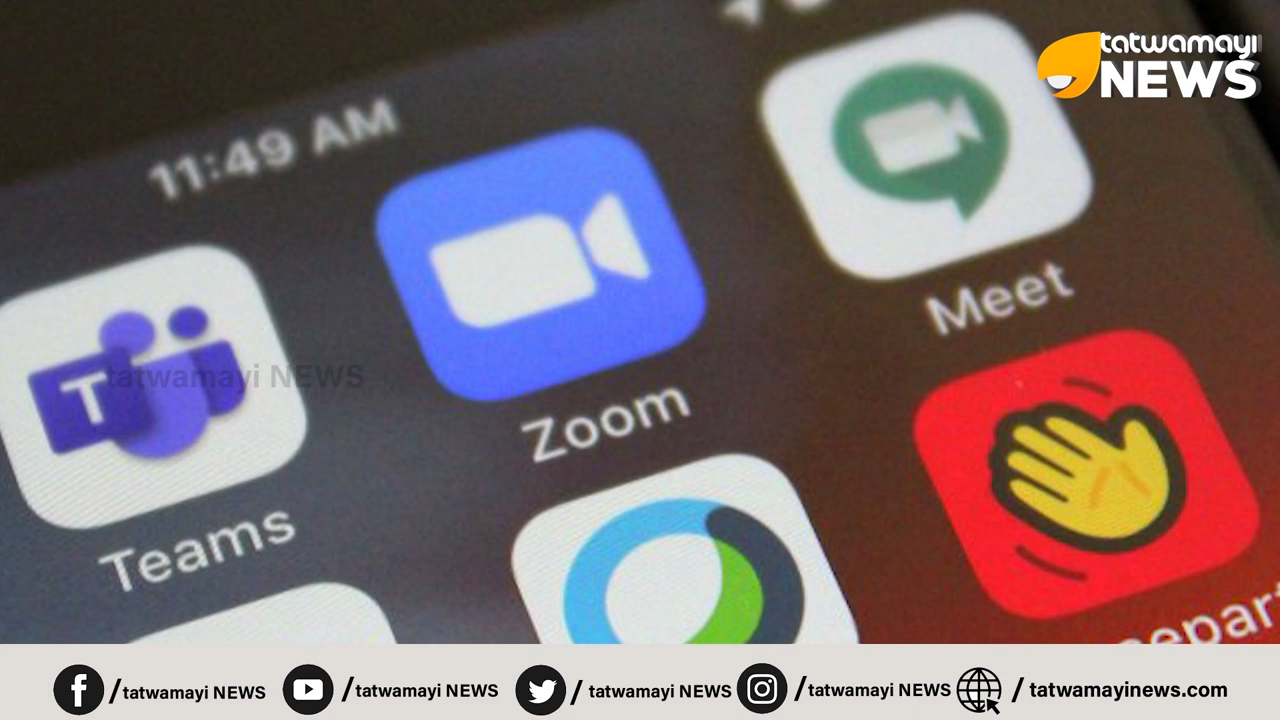 tatwamayi
NEWS
11:49 AM
Meet
Zoom
T
tatwamayi NEWS
Teams
separt
/tatwamayi NEWS
/tatwamayi NEWS
/ tatwamayi NEWS
/tatwamayi NEWS
/ tatwamayinews.com